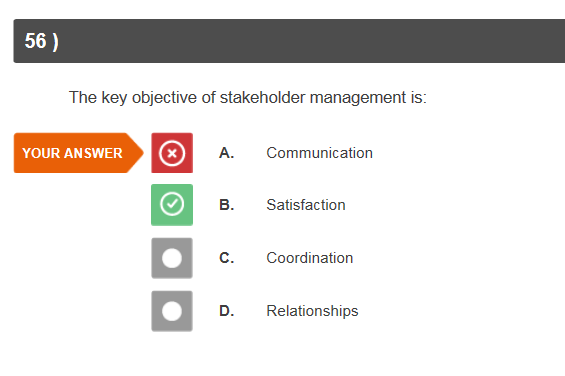 56 )
The key objective of stakeholder management is:
YOUR ANSWER A. Communication
B. Satisfaction
C. Coordination
D. Relationships